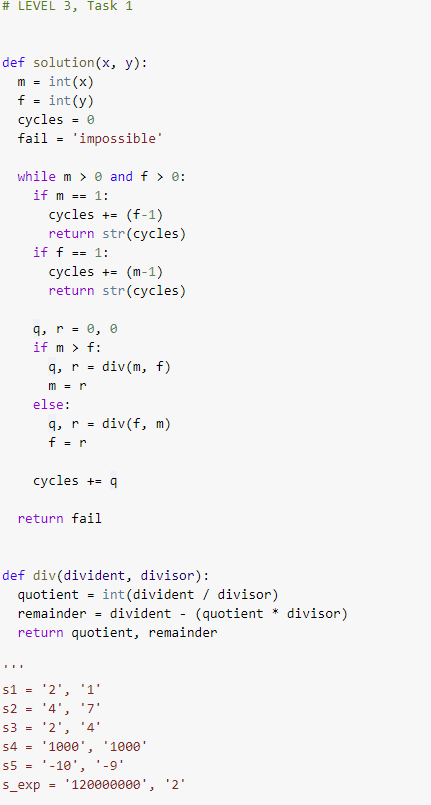 # LEVEL 3, Task 1
def solution(x, y):
  m = int(x)
  f = int(y)
  cycles = 0
  fail = 'impossible'
  while m > 0 and f > 0:
    if m == 1:
      cycles += (f-1)
      return str(cycles)
    if f == 1:
      cycles += (m-1)
      return str(cycles)
    q, r = 0, 0
    if m > f:
      q, r = div(m, f)
      m = r
    else:
      q, r = div(f, m)
      f = r
    cycles += q
  return fail
def div(divident, divisor):
  quotient = int(divident / divisor)
  remainder = divident - (quotient * divisor)
  return quotient, remainder
'''
s1 = '2', '1'
s2 = '4', '7'
s3 = '2', '4'
s4 = '1000', '1000'
s5 = '-10', '-9'
s_exp = '120000000', '2'